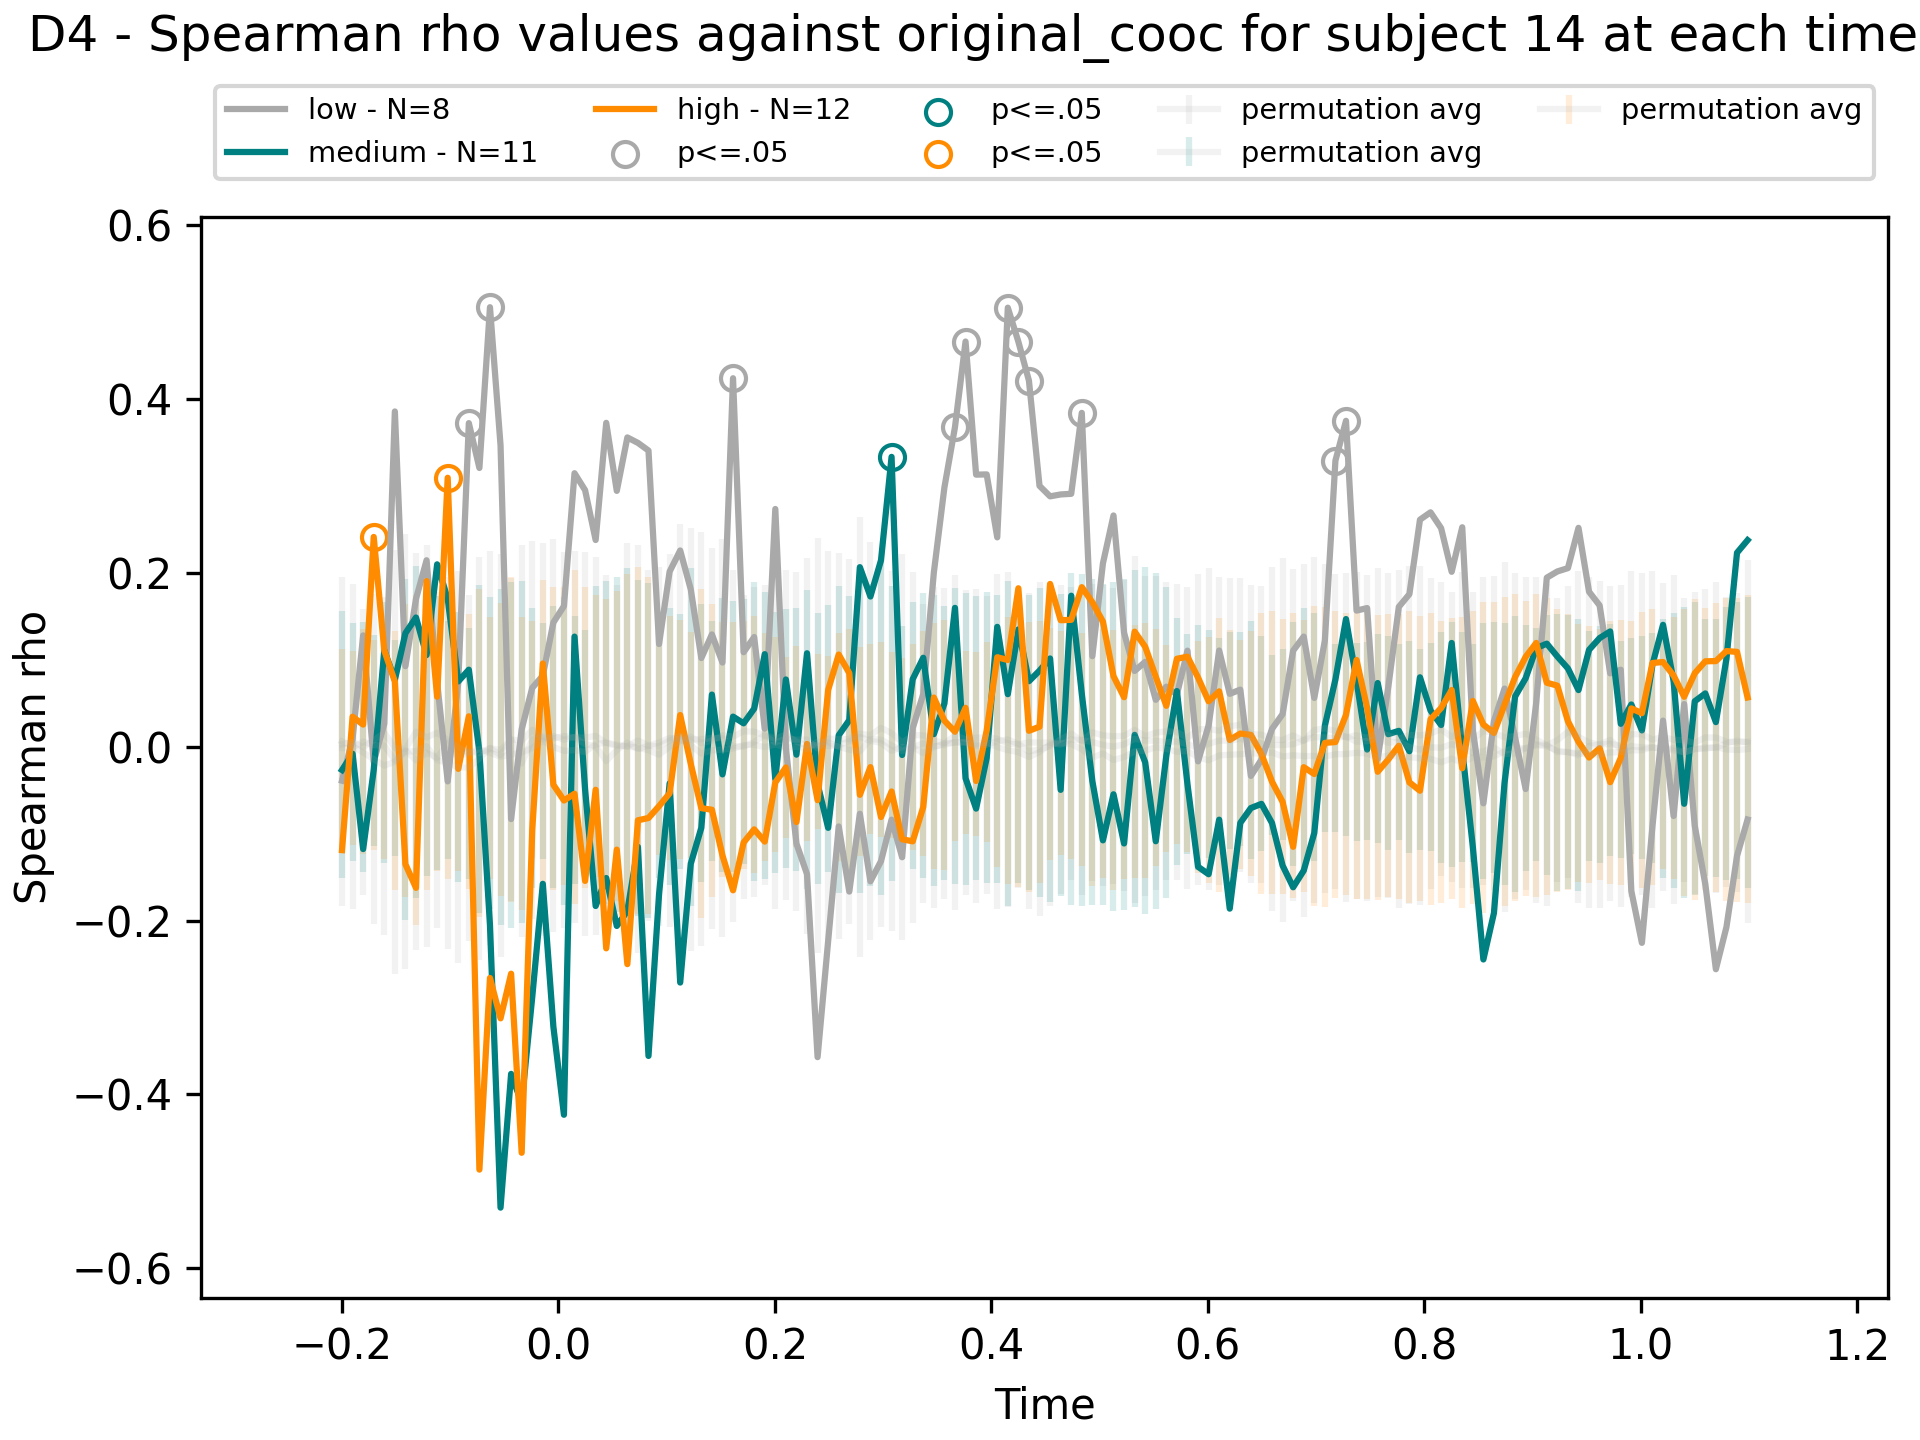 D4 - Spearman rho values against original_cooc for subject 14 at each time
low - N=8
medium - N=11
high - N=12
p<=.05
p<=.05
p<=.05
permutation avg
permutation avg
permutation avg
Spearman rho
0.6
0.4
0.2
0.0
−0.2
−0.4
−0.6
−0.2 0.0 0.2 0.4 0.6 0.8 1.0 1.2
Time